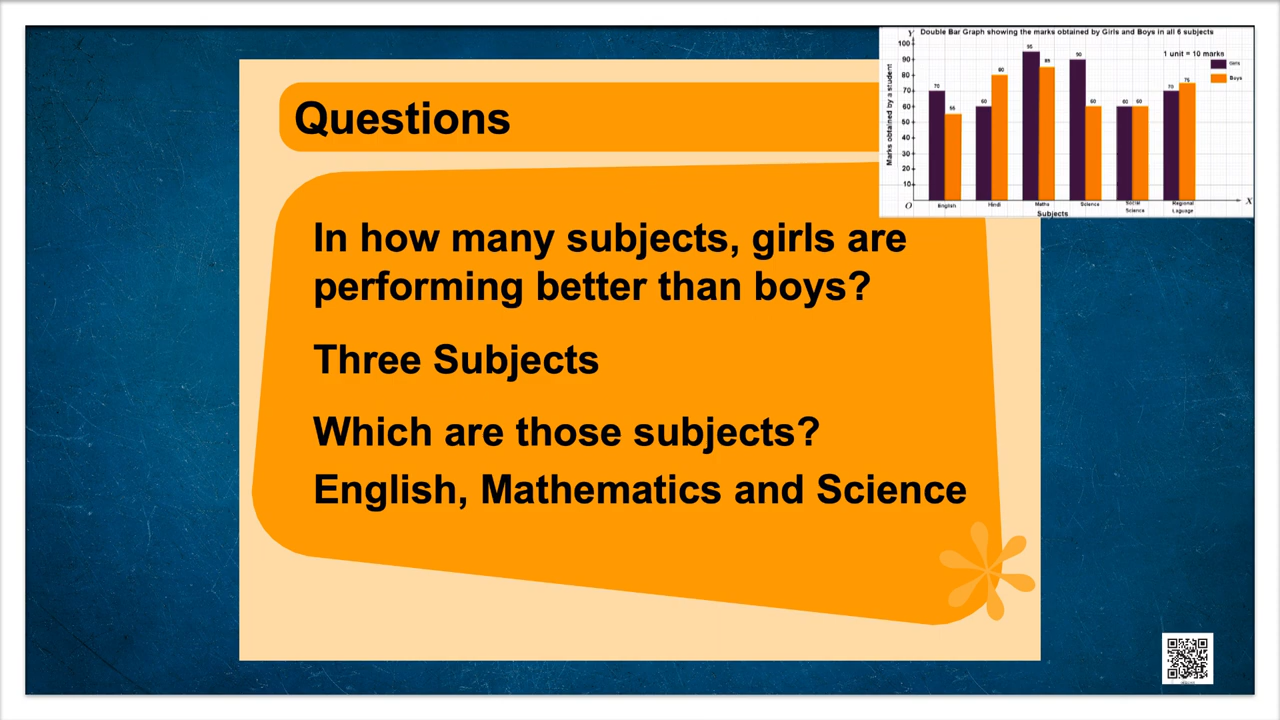 Questions
In how many subjects, girls are
performing better than boys?
Three Subjects
Which are those subjects?
English, Mathematics and Science
Double Bar Graph showing the marks obtained by Girls and Boys in all 6 subjects
Y
1 unit = 10 marks
Girls
Boys
Marks obtained by a student
100
90
80
70
60
50
40
30
20
10
O
X
70
55
60
80
95
85
90
60
60
60
70
75
English
Hindi
Maths
Science
Social
Science
Regional
Laguage
Subjects